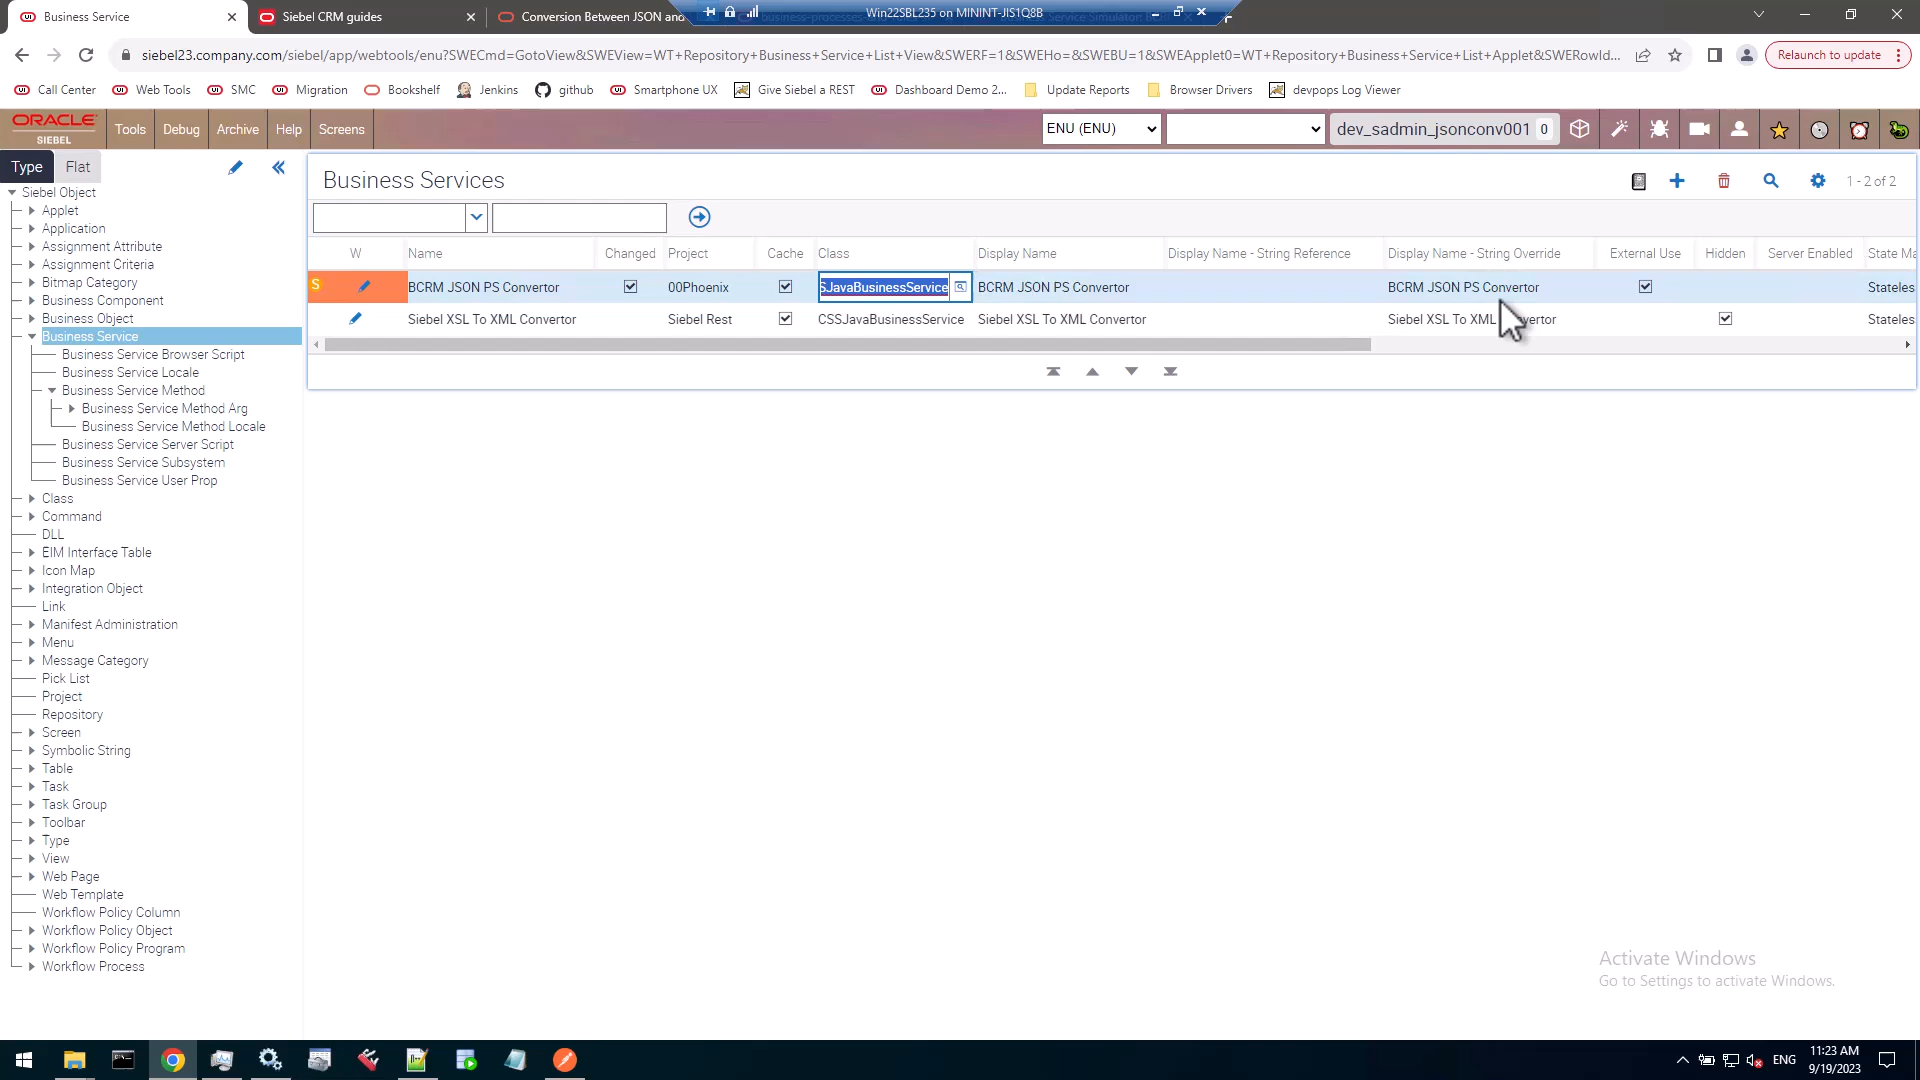 Business Service
Siebel CRM guides
Conversion Between JSON and
Win22SBL235 on MININT-JIS1Q8B
siebel23.company.com/siebel/app/webtools/enu?SWECmd=GotoView&SWEView=WT+Repository+Business+Service+List+View&SWERF=1&SWEHo=&SWEBU=1&SWEApplet0=WT+Repository+Business+Service+List+Applet&SWERowId...
Relaunch to update
Call Center
Web Tools
SMC
Migration
Bookshelf
Jenkins
github
Smartphone UX
Give Siebel a REST
Dashboard Demo 2...
Update Reports
Browser Drivers
devpops Log Viewer
ORACLE
SIEBEL
Tools
Debug
Archive
Help
Screens
ENU (ENU)
dev_sadmin_jsonconv001 0
Type
Flat
Siebel Object
Applet
Application
Assignment Attribute
Assignment Criteria
Bitmap Category
Business Component
Business Object
Business Service
Business Service Browser Script
Business Service Locale
Business Service Method
Business Service Method Arg
Business Service Method Locale
Business Service Server Script
Business Service Subsystem
Business Service User Prop
Class
Command
DLL
EIM Interface Table
Icon Map
Integration Object
Link
Manifest Administration
Menu
Message Category
Pick List
Project
Repository
Screen
Symbolic String
Table
Task
Task Group
Toolbar
Type
View
Web Page
Web Template
Workflow Policy Column
Workflow Policy Object
Workflow Policy Program
Workflow Process
Business Services
1 - 2 of 2
W Name Changed Project Cache Class Display Name Display Name - String Reference Display Name - String Override External Use Hidden Server Enabled State Ma
S BCRM JSON PS Convertor 00Phoenix SJavaBusinessService BCRM JSON PS Convertor BCRM JSON PS Convertor Stateles
Siebel XSL To XML Convertor Siebel Rest CSSJavaBusinessService Siebel XSL To XML Convertor Siebel XSL To XML vertor Stateles
Activate Windows
Go to Settings to activate Windows.
ENG
11:23 AM
9/19/2023